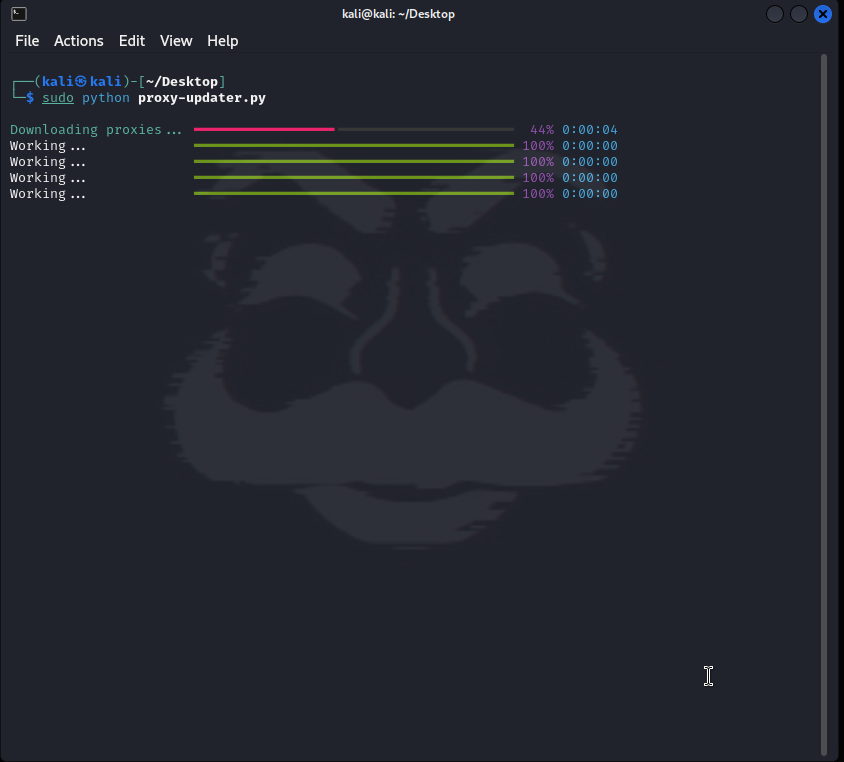 kali@kali: ~/Desktop
File Actions Edit View Help
┌──(kali㉿kali)-[~/Desktop]
└─$ sudo python proxy-updater.py
Downloading proxies... 44% 0:00:04
Working... 100% 0:00:00
Working... 100% 0:00:00
Working... 100% 0:00:00
Working... 100% 0:00:00